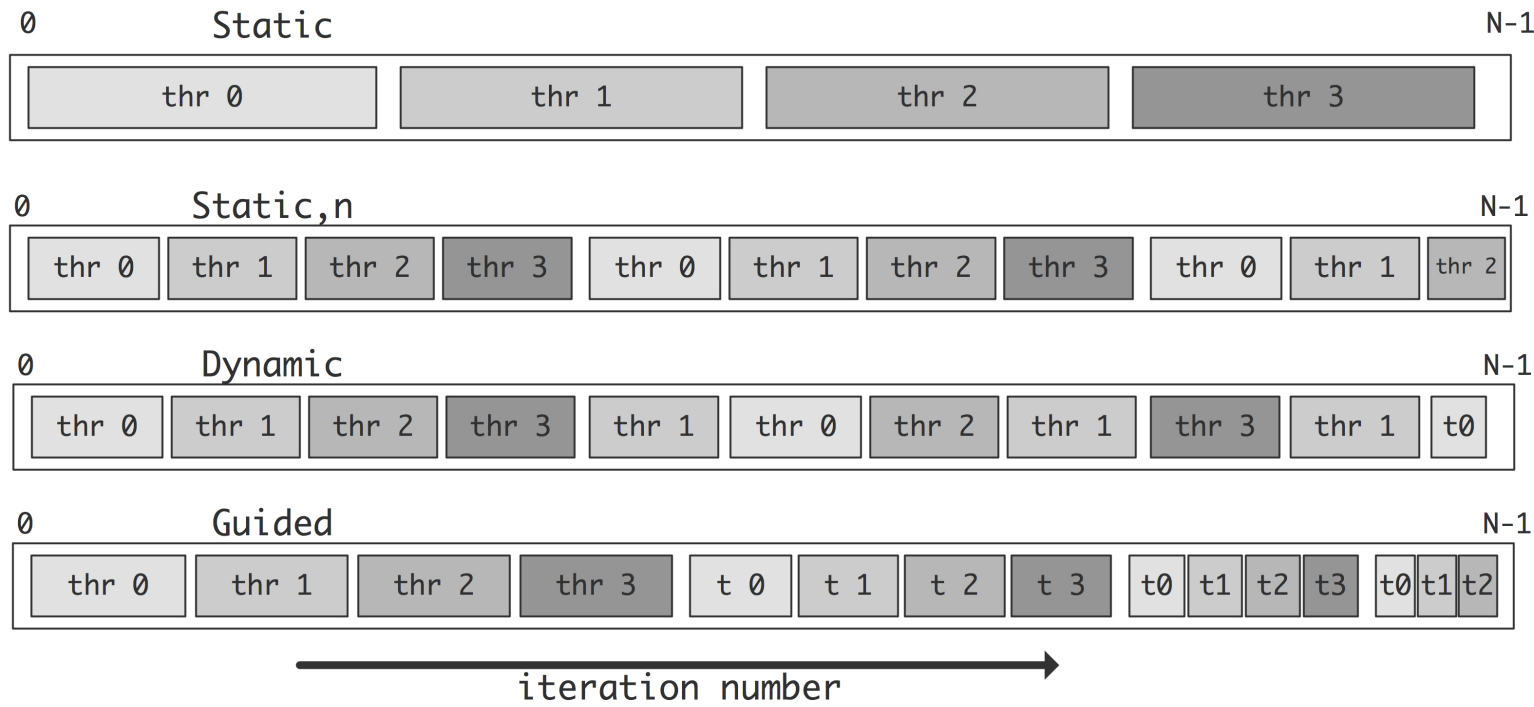 0 Static N-1
thr 0 thr 1 thr 2 thr 3
0 Static,n N-1
thr 0 thr 1 thr 2 thr 3 thr 0 thr 1 thr 2 thr 3 thr 0 thr 1 thr 2
0 Dynamic N-1
thr 0 thr 1 thr 2 thr 3 thr 1 thr 0 thr 2 thr 1 thr 3 thr 1 t0
0 Guided N-1
thr 0 thr 1 thr 2 thr 3 t 0 t 1 t 2 t 3 t0 t1 t2 t3 t0 t1 t2
iteration number